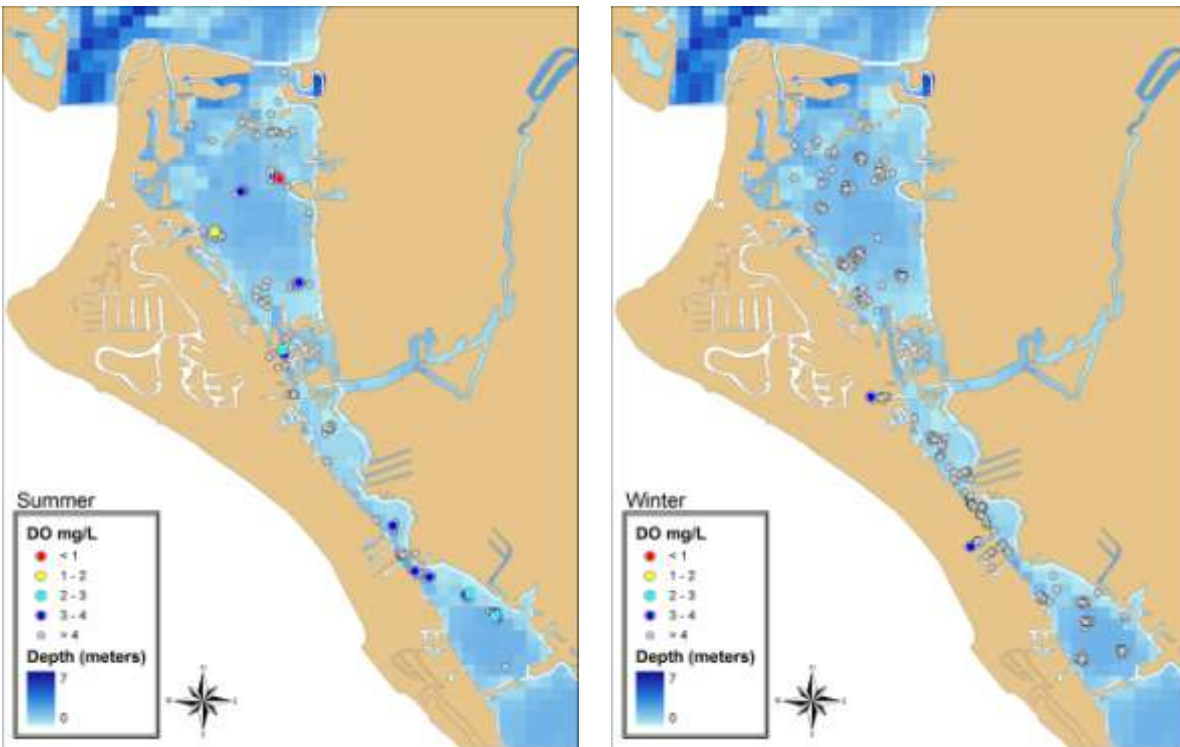 Summer
DO mg/L
< 1
1 - 2
2 - 3
3 - 4
> 4
Depth (meters)
7
0
Winter
DO mg/L
< 1
1 - 2
2 - 3
3 - 4
> 4
Depth (meters)
7
0